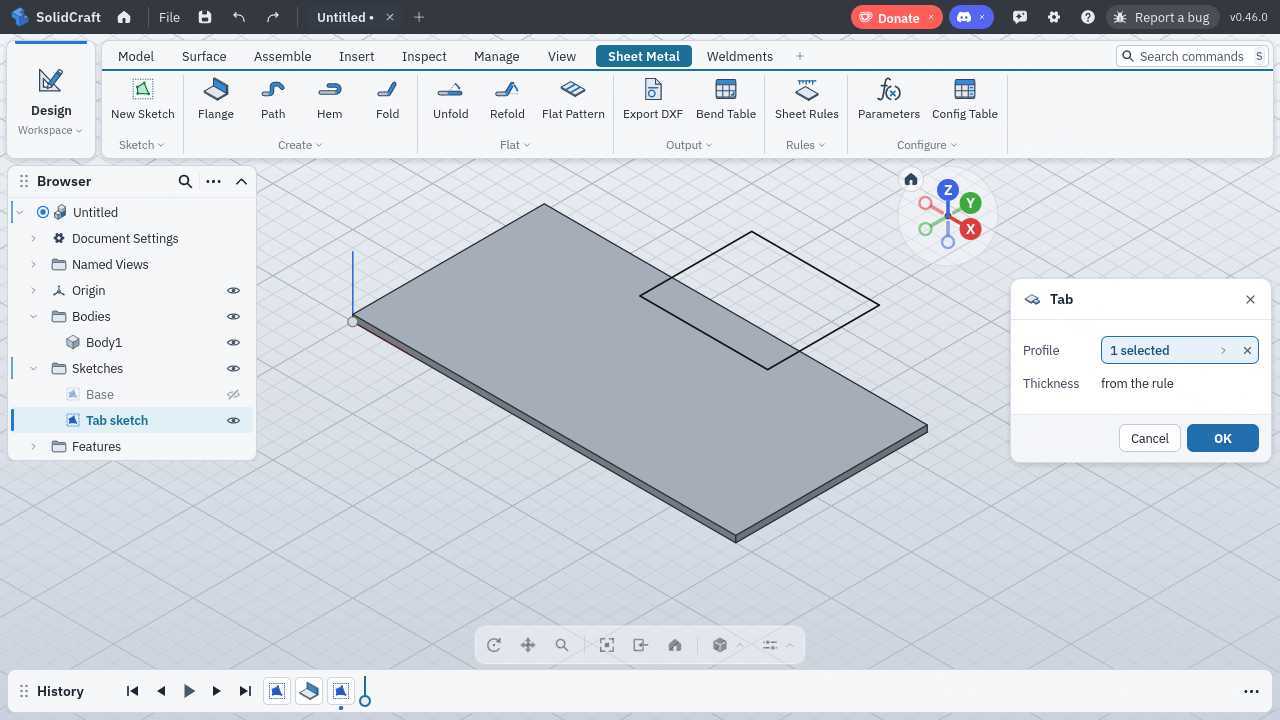 SolidCraft
File
Untitled •
Donate
Report a bug
v0.46.0
Design
Workspace
Model
Surface
Assemble
Insert
Inspect
Manage
View
Sheet Metal
Weldments
Search commands
S
New Sketch
Flange
Path
Hem
Fold
Unfold
Refold
Flat Pattern
Export DXF
Bend Table
Sheet Rules
Parameters
Config Table
Sketch
Create
Flat
Output
Rules
Configure
Browser
Untitled
Document Settings
Named Views
Origin
Bodies
Body1
Sketches
Base
Tab sketch
Features
Z
Y
X
Tab
Profile
1 selected
Thickness
from the rule
Cancel
OK
History